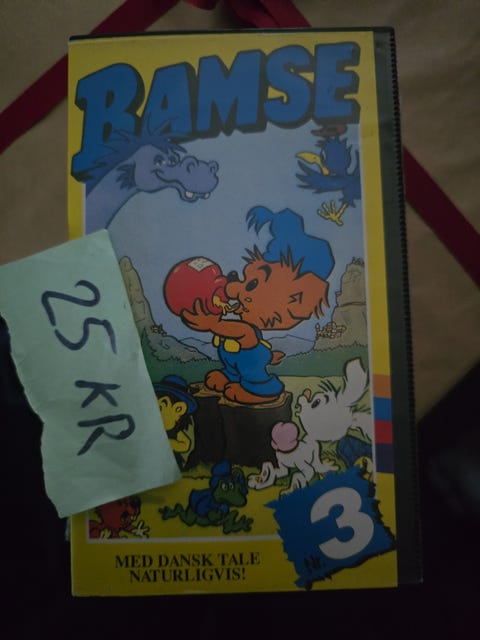 BAMSE
25 KR
MED DANSK TALE
NATURLIGVIS!
Nr. 3